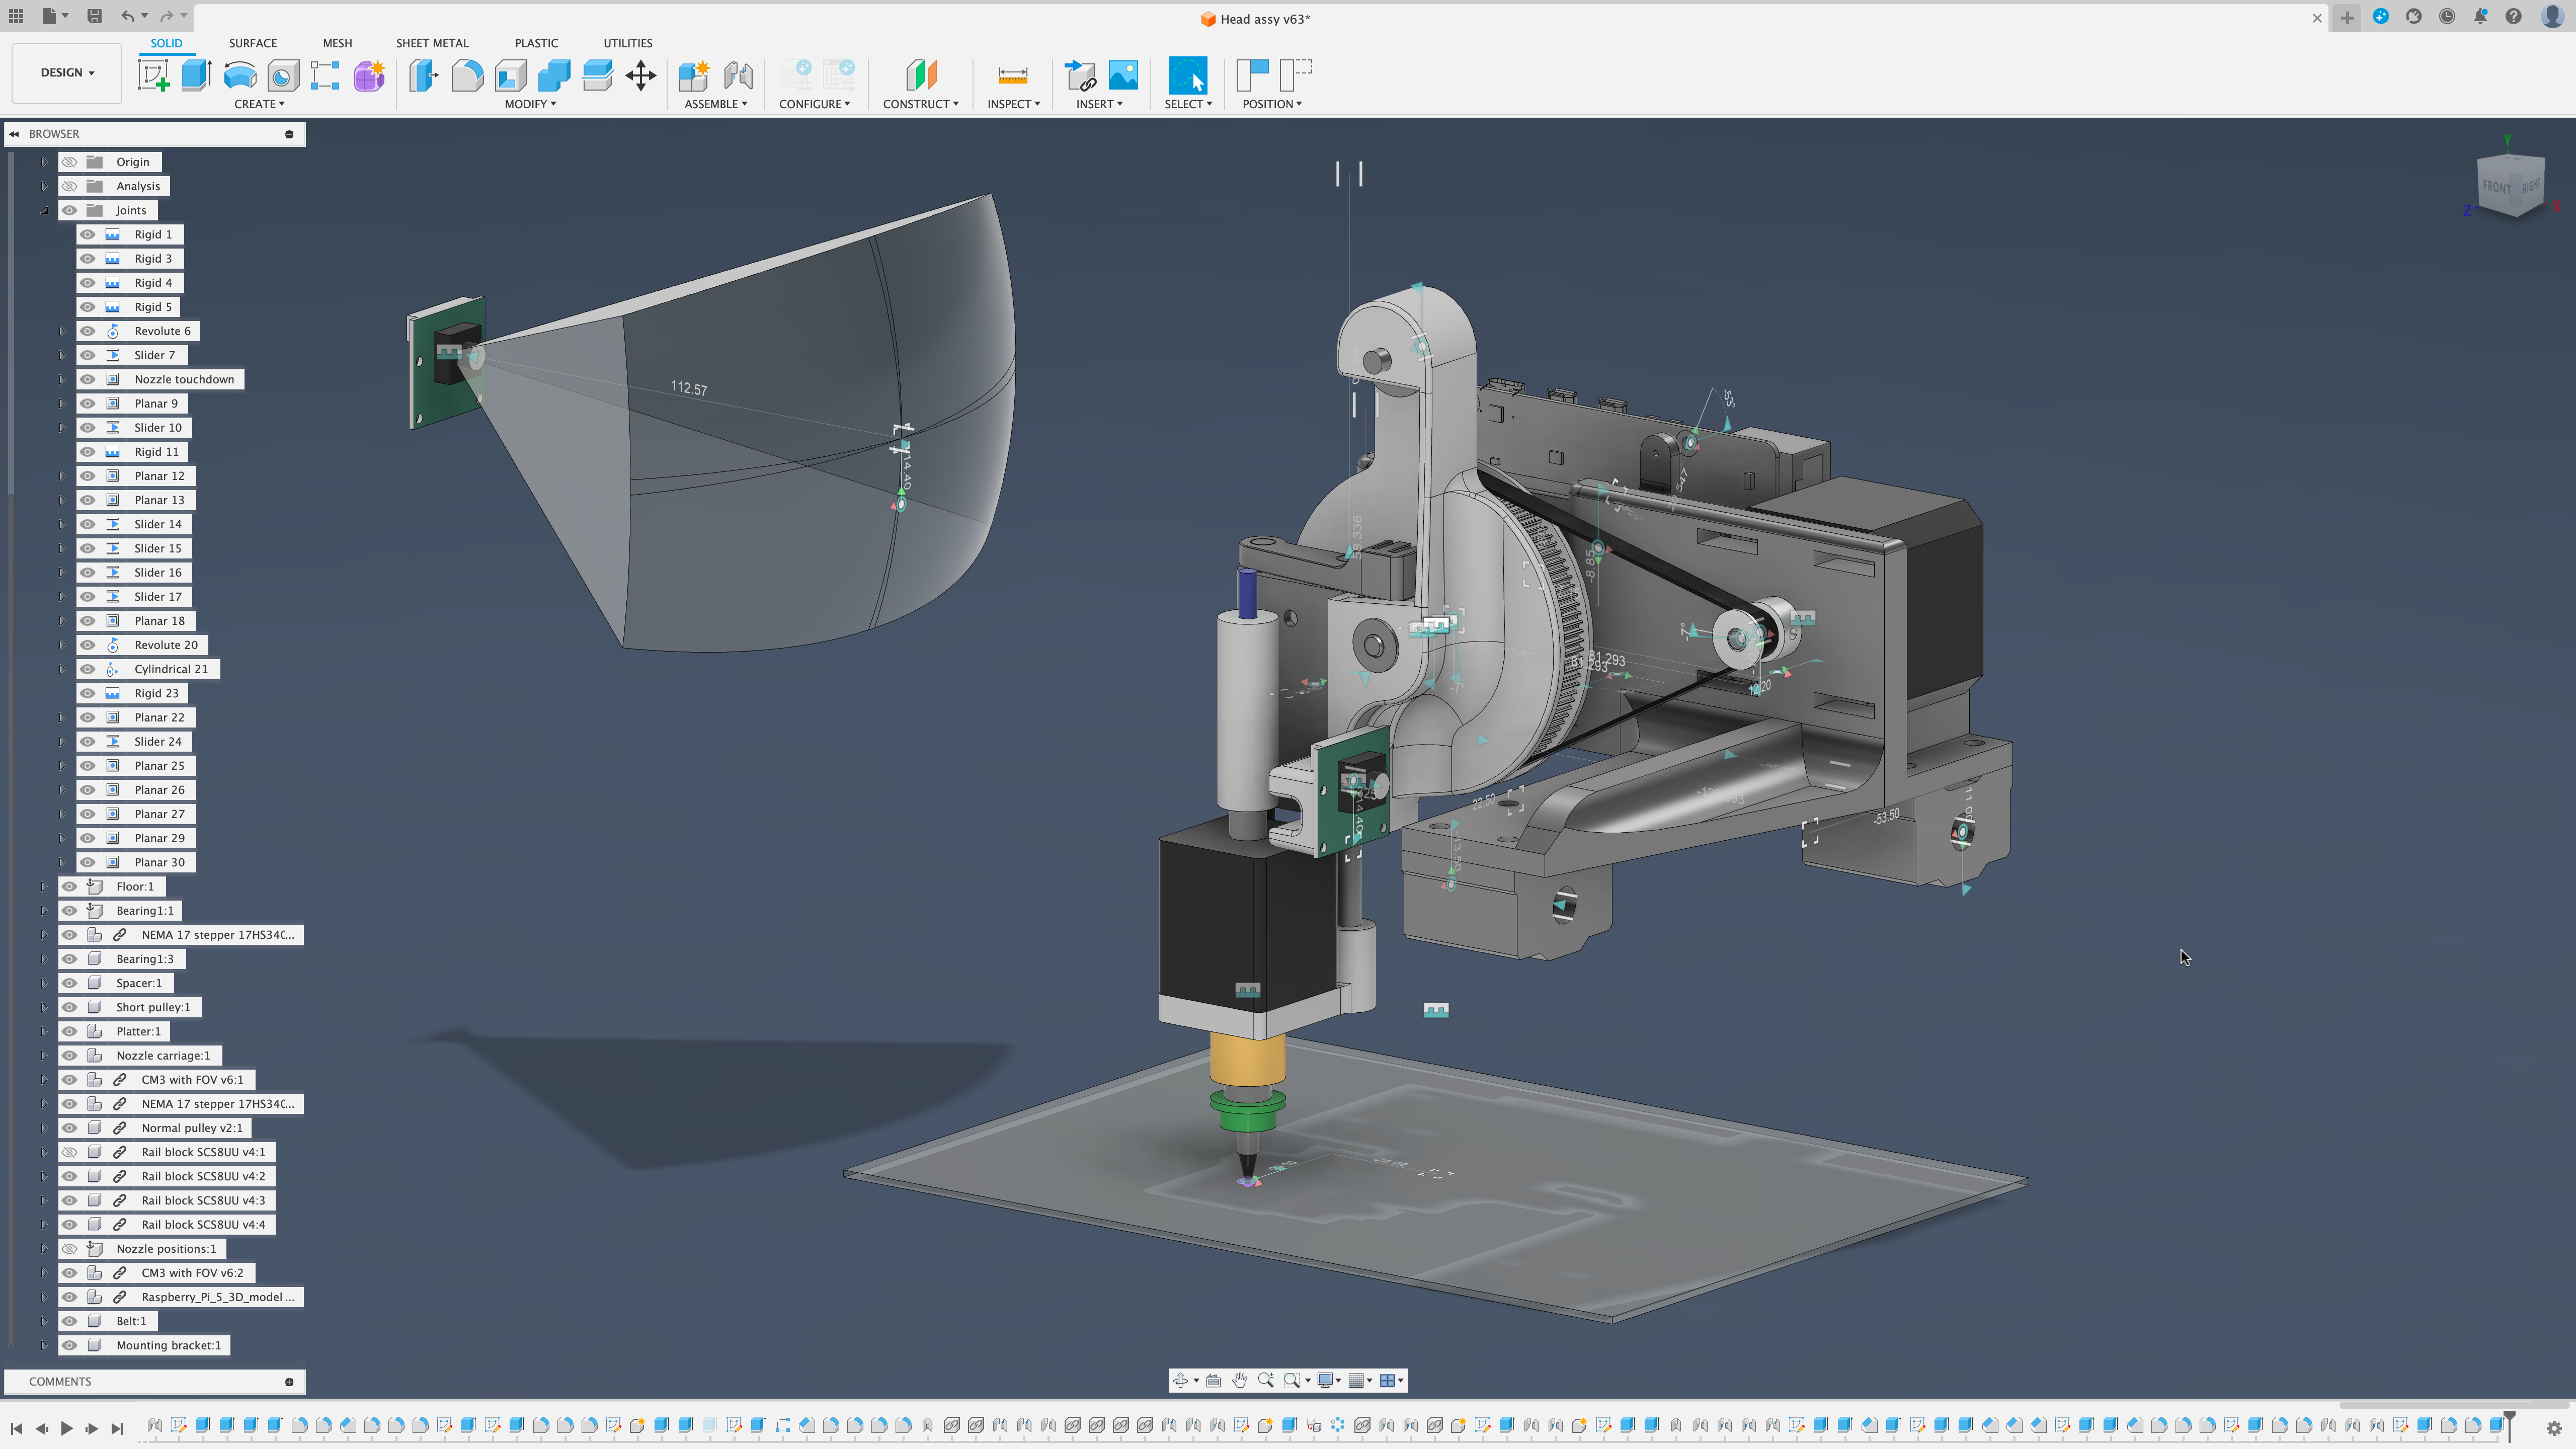 Head assy v63*
DESIGN
SOLID
SURFACE
MESH
SHEET METAL
PLASTIC
UTILITIES
CREATE
MODIFY
ASSEMBLE
CONFIGURE
CONSTRUCT
INSPECT
INSERT
SELECT
POSITION
BROWSER
Origin
Analysis
Joints
Rigid 1
Rigid 3
Rigid 4
Rigid 5
Revolute 6
Slider 7
Nozzle touchdown
Planar 9
Slider 10
Rigid 11
Planar 12
Planar 13
Slider 14
Slider 15
Slider 16
Slider 17
Planar 18
Revolute 20
Cylindrical 21
Rigid 23
Planar 22
Slider 24
Planar 25
Planar 26
Planar 27
Planar 29
Planar 30
Floor:1
Bearing1:1
NEMA 17 stepper 17HS34(...
Bearing1:3
Spacer:1
Short pulley:1
Platter:1
Nozzle carriage:1
CM3 with FOV v6:1
NEMA 17 stepper 17HS34(...
Normal pulley v2:1
Rail block SCS8UU v4:1
Rail block SCS8UU v4:2
Rail block SCS8UU v4:3
Rail block SCS8UU v4:4
Nozzle positions:1
CM3 with FOV v6:2
Raspberry_Pi_5_3D_model ...
Belt:1
Mounting bracket:1
COMMENTS
Y
FRONT
RIGHT
Z
X
112.57
14.40
-53°
-8.85
-7°
81.293
12.20
22.50
-53.50